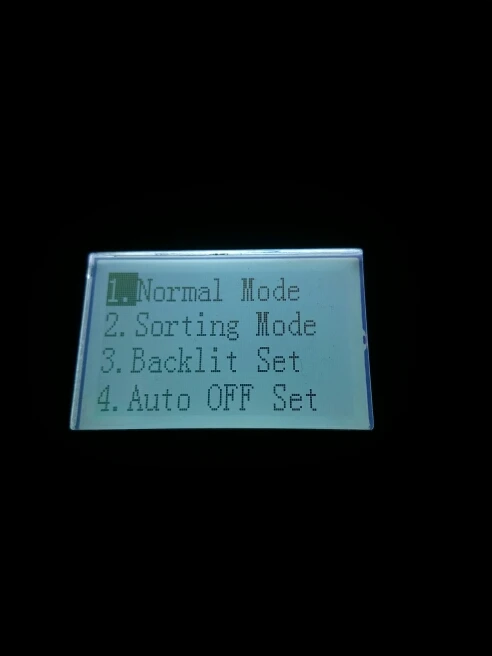 1.Normal Mode
2.Sorting Mode
3.Backlit Set
4.Auto OFF Set